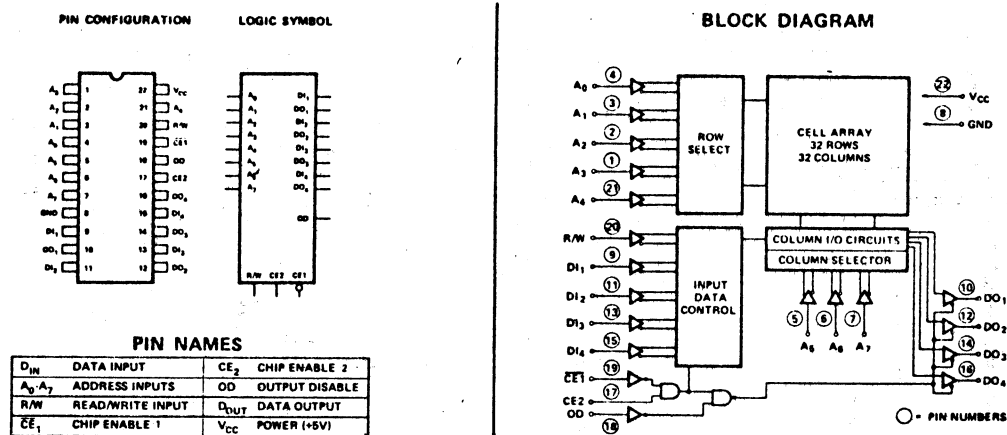 PIN CONFIGURATION
LOGIC SYMBOL
BLOCK DIAGRAM
1
22 VCC
A2 2
21 A4
A1 3
20 R/W
A0 4
19 CE1
A5 5
18 OD
A6 6
17 CE2
A7 7
16 DO4
GND 8
15 DI4
DI1 9
14 DO3
DO1 10
13 DI3
DI2 11
12 DO2
A0 DI1
A1 DO1
A2 DI2
A3 DO2
A4 DI3
A5 DO3
A6 DI4
A7 DO4
OD
R/W CE2 CE1
PIN NAMES
DIN DATA INPUT CE2 CHIP ENABLE 2
A0-A7 ADDRESS INPUTS OD OUTPUT DISABLE
R/W READ/WRITE INPUT DOUT DATA OUTPUT
CE1 CHIP ENABLE 1 VCC POWER (+5V)
A0 4
A1 3
A2 2
A3 1
A4 21
ROW
SELECT
CELL ARRAY
32 ROWS
32 COLUMNS
22 VCC
8 GND
R/W 20
DI1 9
DI2 11
DI3 13
DI4 15
CE1 19
CE2 17
OD 18
INPUT
DATA
CONTROL
COLUMN I/O CIRCUITS
COLUMN SELECTOR
5 6 7
A5 A6 A7
10 DO1
12 DO2
14 DO3
16 DO4
= PIN NUMBERS